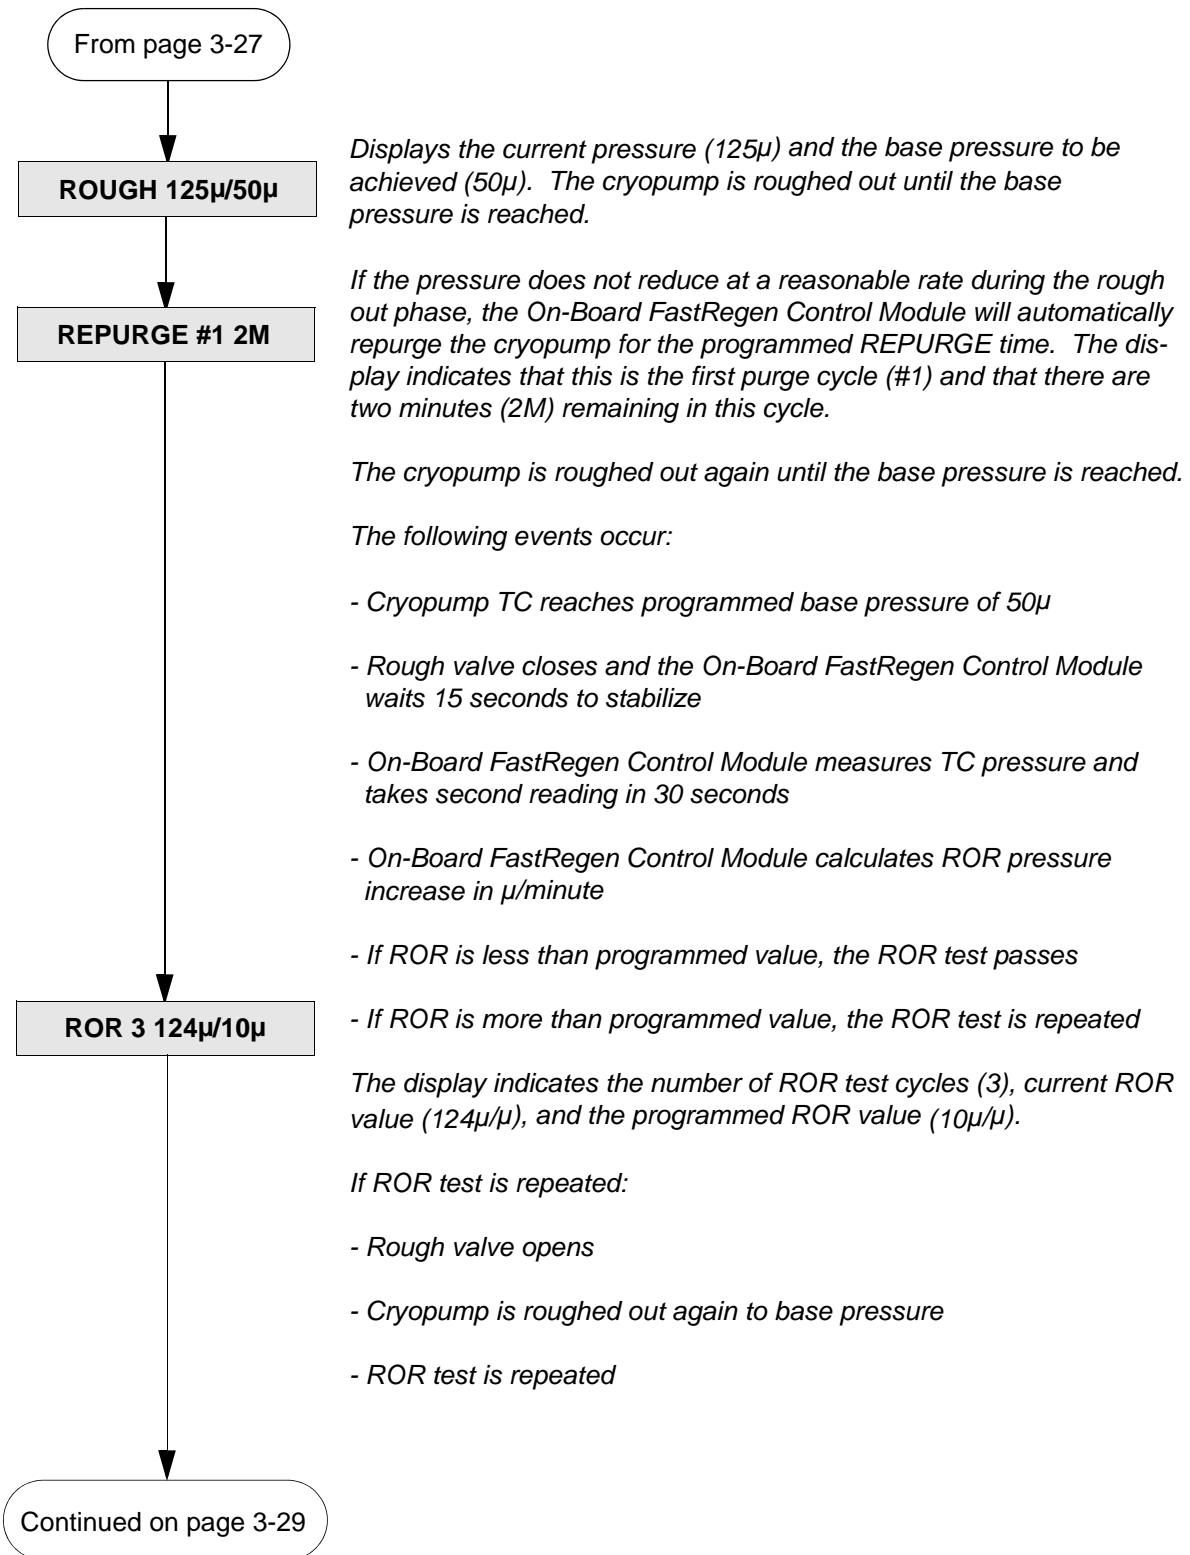 From page 3-27
ROUGH 125µ/50µ
Displays the current pressure (125µ) and the base pressure to be
achieved (50µ).  The cryopump is roughed out until the base
pressure is reached.
REPURGE #1 2M
If the pressure does not reduce at a reasonable rate during the rough
out phase, the On-Board FastRegen Control Module will automatically
repurge the cryopump for the programmed REPURGE time.  The dis-
play indicates that this is the first purge cycle (#1) and that there are
two minutes (2M) remaining in this cycle.
The cryopump is roughed out again until the base pressure is reached.
The following events occur:
- Cryopump TC reaches programmed base pressure of 50µ
- Rough valve closes and the On-Board FastRegen Control Module
waits 15 seconds to stabilize
- On-Board FastRegen Control Module measures TC pressure and
takes second reading in 30 seconds
- On-Board FastRegen Control Module calculates ROR pressure
increase in µ/minute
- If ROR is less than programmed value, the ROR test passes
ROR 3 124µ/10µ
- If ROR is more than programmed value, the ROR test is repeated
The display indicates the number of ROR test cycles (3), current ROR
value (124µ/µ), and the programmed ROR value (10µ/µ).
If ROR test is repeated:
- Rough valve opens
- Cryopump is roughed out again to base pressure
- ROR test is repeated
Continued on page 3-29